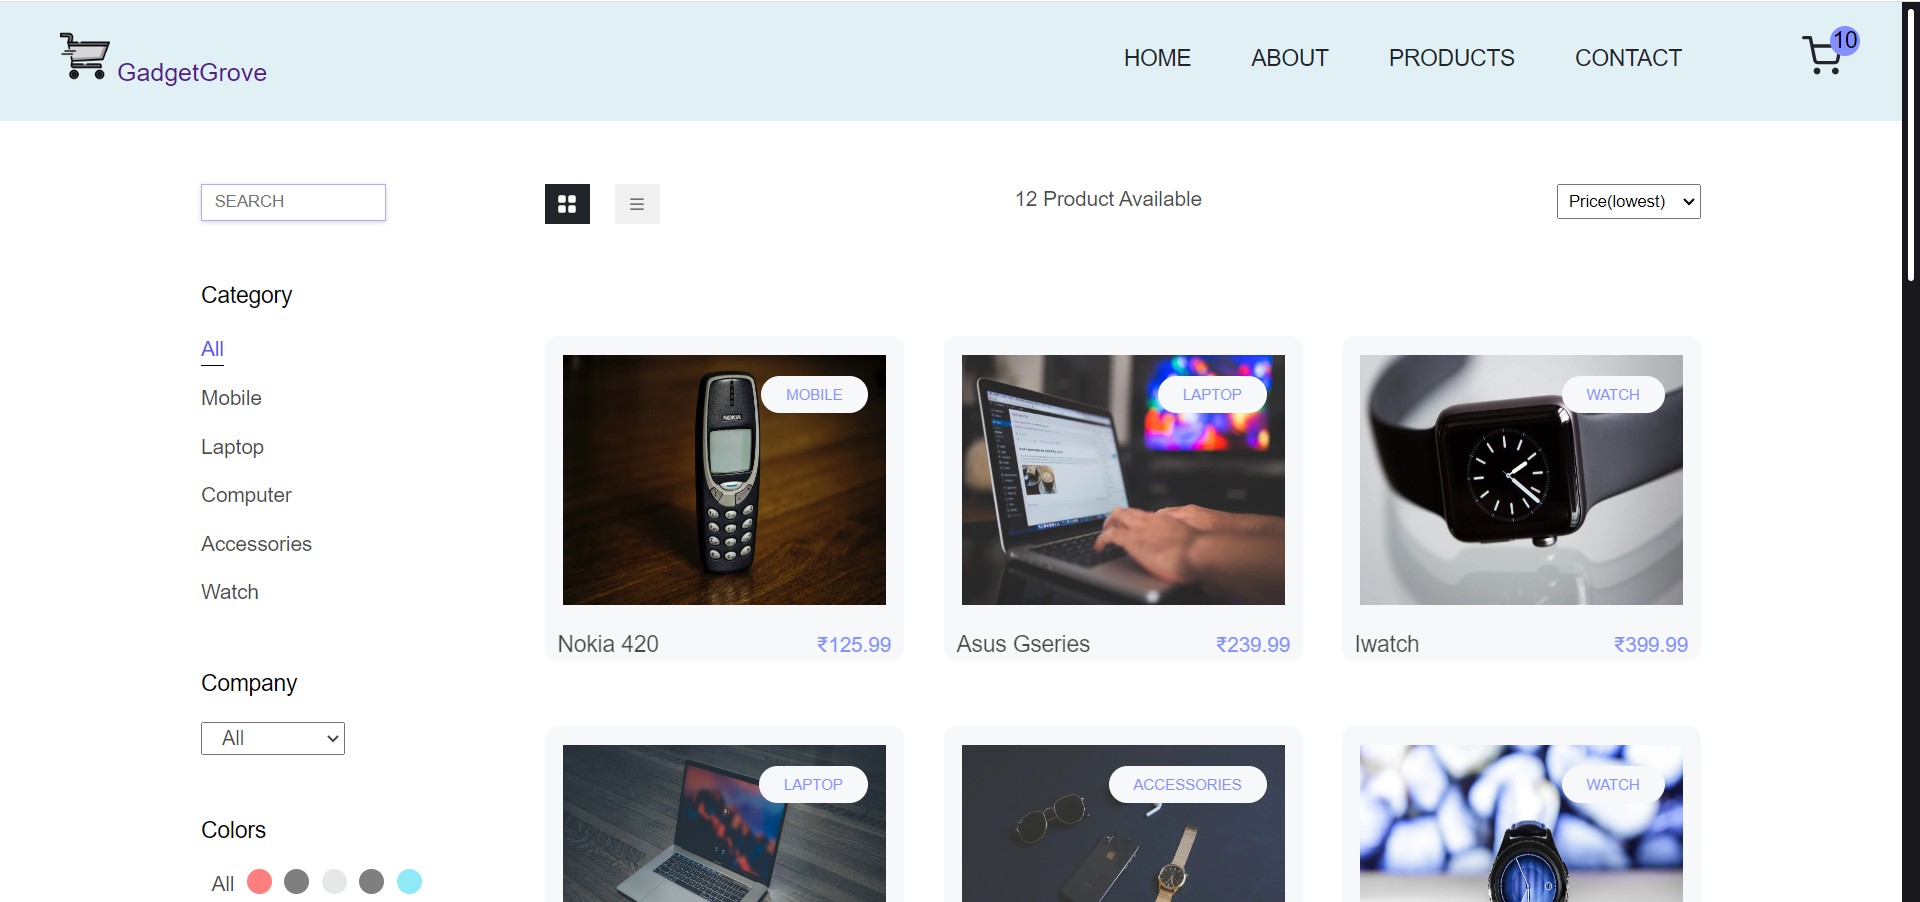 GadgetGrove
HOME
ABOUT
PRODUCTS
CONTACT
10
SEARCH
12 Product Available
Price(lowest)
Category
All
Mobile
Laptop
Computer
Accessories
Watch
Company
All
Colors
All
MOBILE
NOKIA
Nokia 420
₹125.99
LAPTOP
Asus Gseries
₹239.99
WATCH
Iwatch
₹399.99
LAPTOP
ACCESSORIES
WATCH